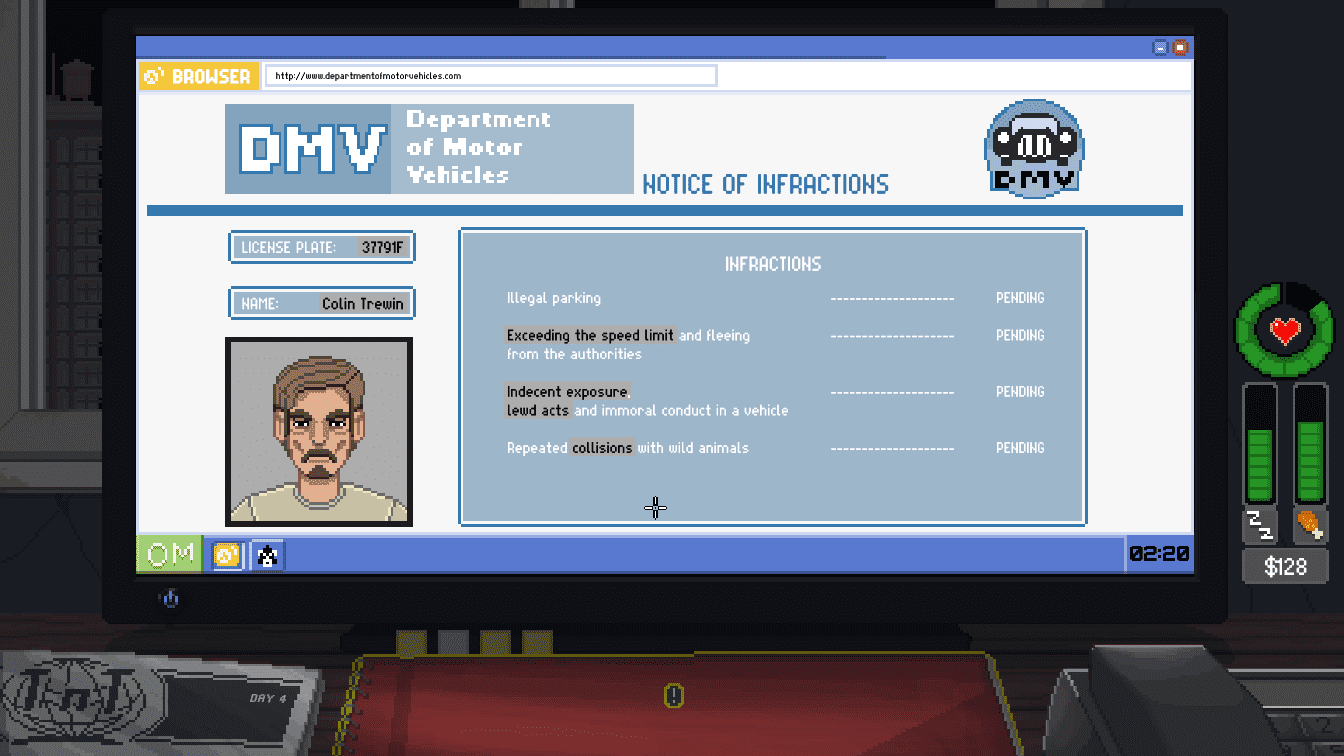 BROWSER
http://www.departmentofmotorvehicles.com
DMV
Department
of Motor
Vehicles
NOTICE OF INFRACTIONS
DMV
LICENSE PLATE: 37791F
NAME: Colin Trewin
INFRACTIONS
Illegal parking -------------------- PENDING
Exceeding the speed limit and fleeing -------------------- PENDING
from the authorities
Indecent exposure, -------------------- PENDING
lewd acts and immoral conduct in a vehicle
Repeated collisions with wild animals -------------------- PENDING
OM
02:20
ZZZ
$128
TnT
DAY 4
!